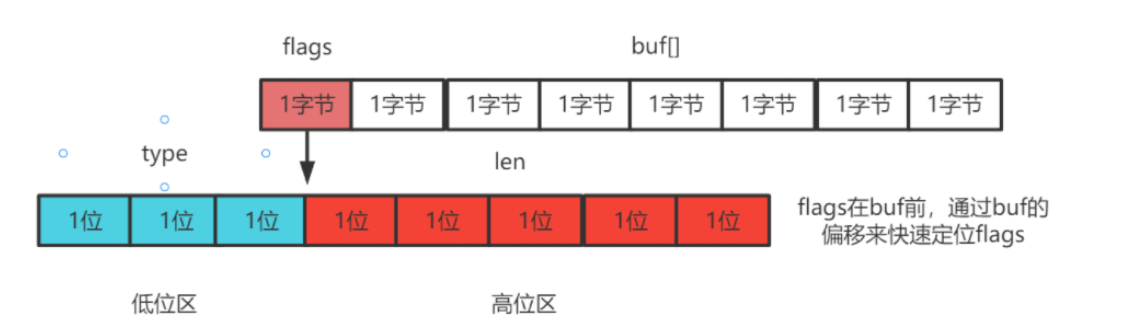 flags
buf[]
1字节
1字节
1字节
1字节
1字节
1字节
1字节
1字节
type
len
1位
1位
1位
1位
1位
1位
1位
1位
flags在buf前，通过buf的
偏移来快速定位flags
低位区
高位区